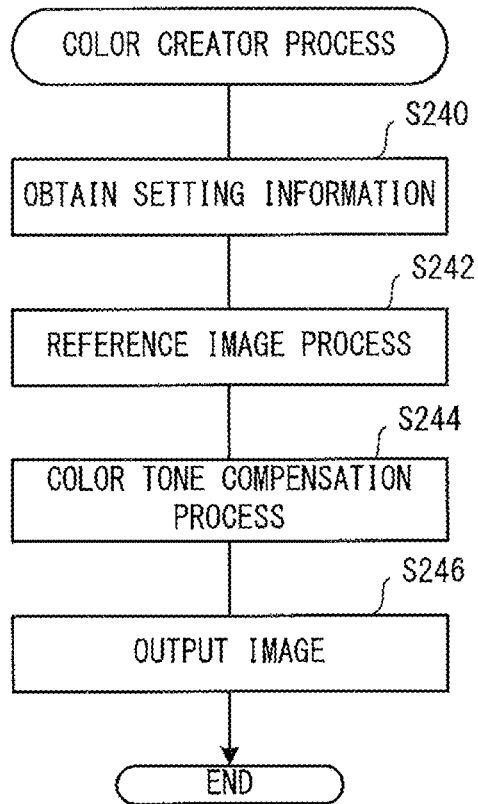 COLOR CREATOR PROCESS
S240
OBTAIN SETTING INFORMATION
S242
REFERENCE IMAGE PROCESS
S244
COLOR TONE COMPENSATION
PROCESS
S246
OUTPUT IMAGE
END